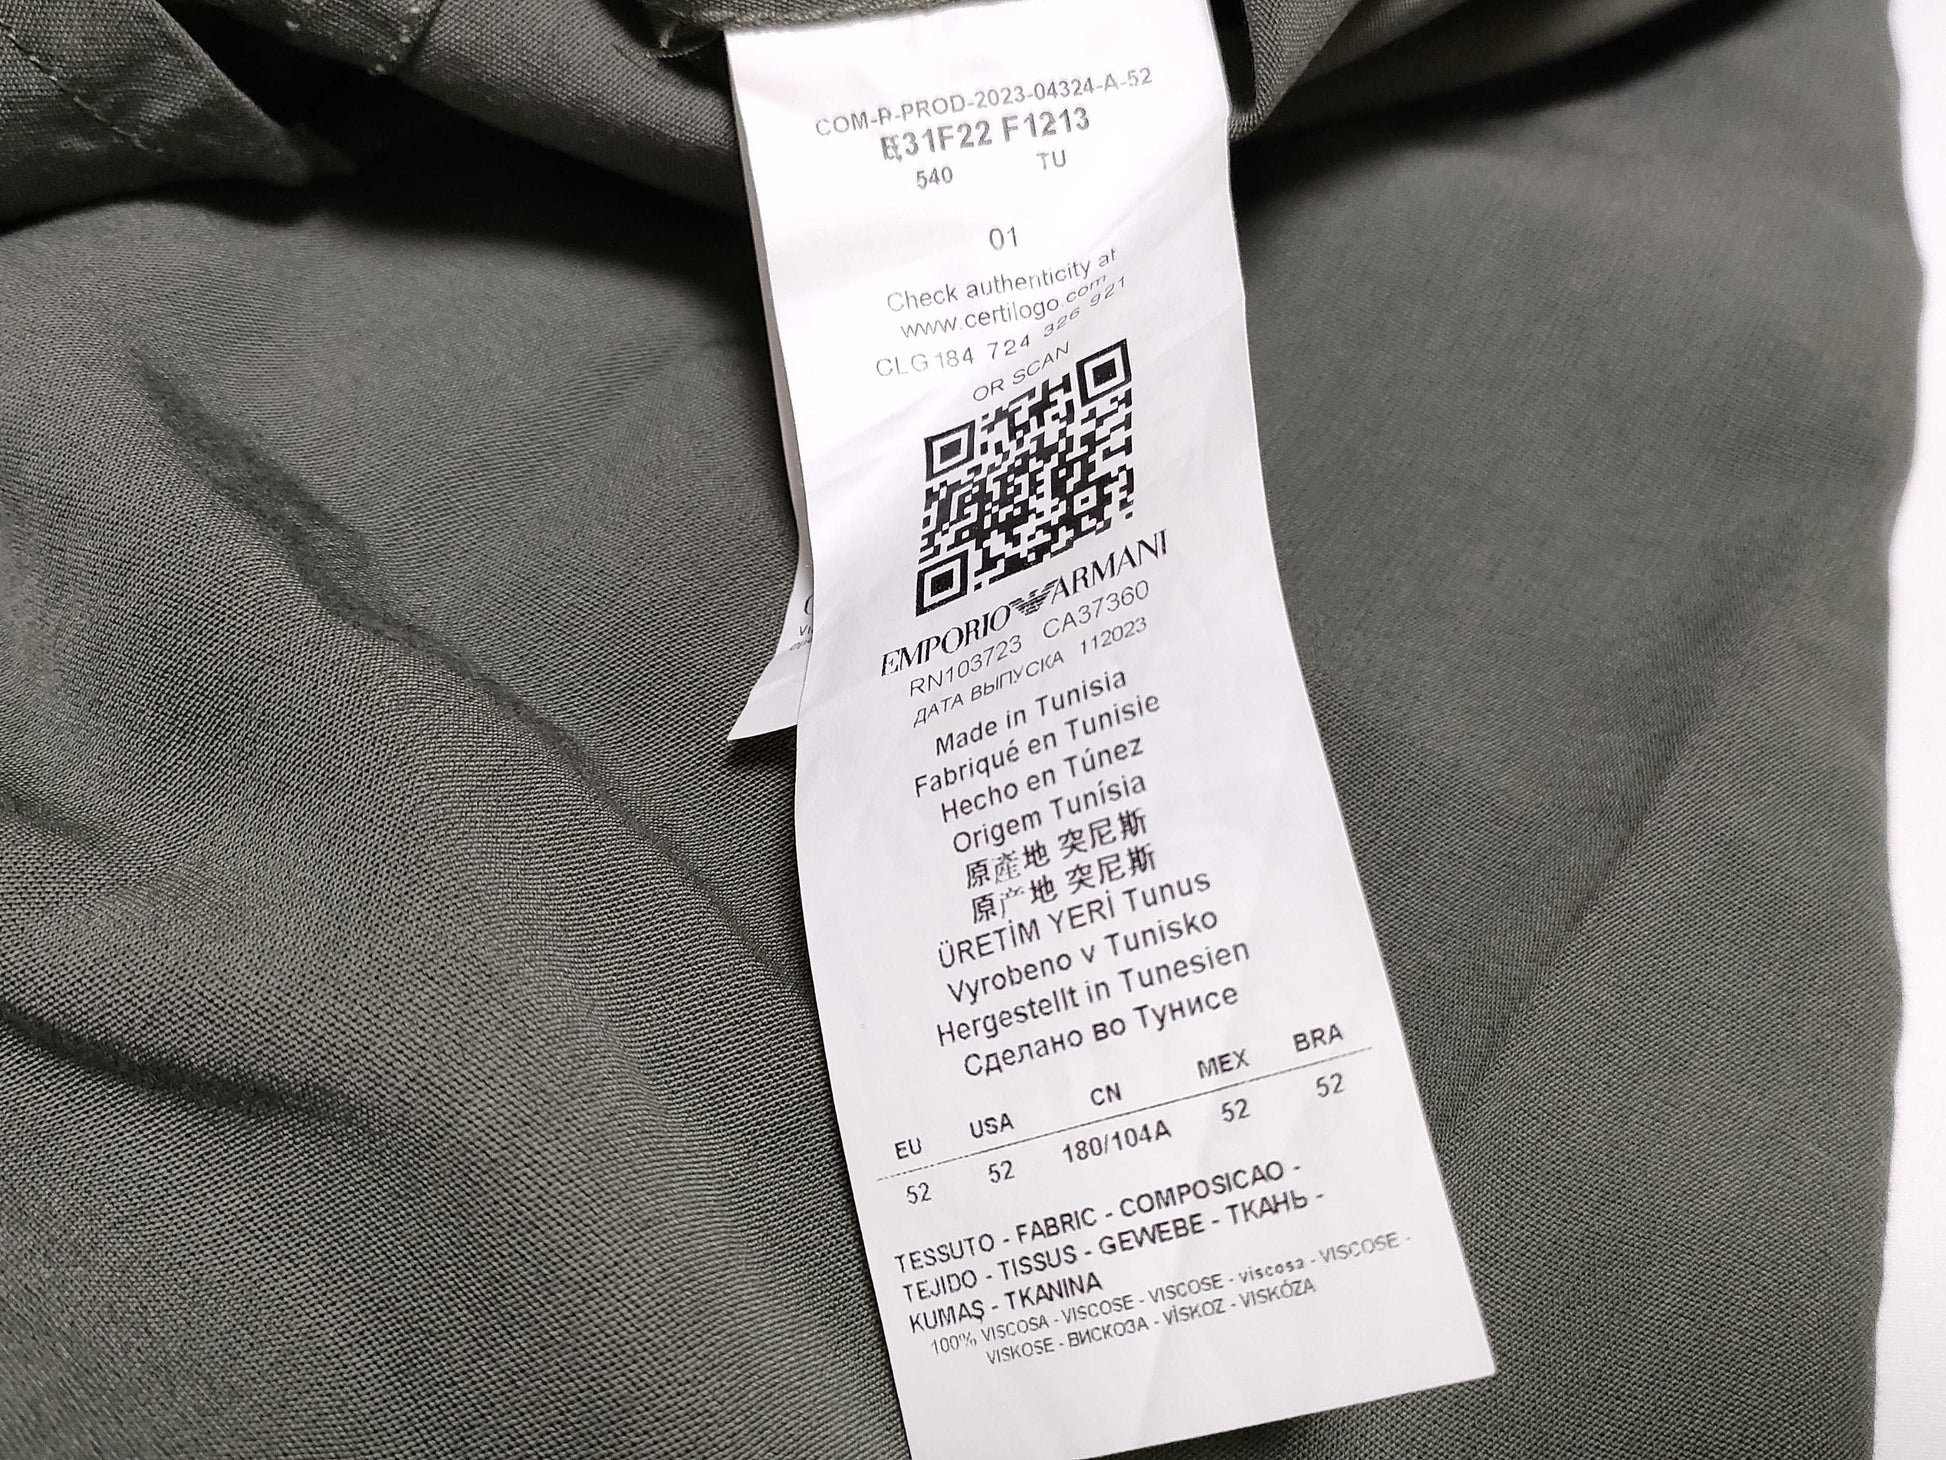 COM-R-PROD-2023-04324-A-52
E31F22 F1213
540 TU
01
Check authenticity at
www.certilogo.com
CLG 184 724 326 921
OR SCAN
EMPORIO ARMANI
RN103723 CA37360
ДАТА ВЫПУСКА 112023
Made in Tunisia
Fabriqué en Tunisie
Hecho en Túnez
Origem Tunísia
原產地 突尼斯
原产地 突尼斯
ÜRETİM YERİ Tunus
Vyrobeno v Tunisko
Hergestellt in Tunesien
Сделано во Тунисе
EU USA CN MEX BRA
52 52 180/104A 52 52
TESSUTO - FABRIC - COMPOSICAO -
TEJIDO - TISSUS - GEWEBE - ТКАНЬ -
KUMAŞ - TKANINA
100% VISCOSA - VISCOSE - VISCOSE - viscosa - VISCOSE -
VISKOSE - ВИСКОЗА - VİSKOZ - VISKÓZA